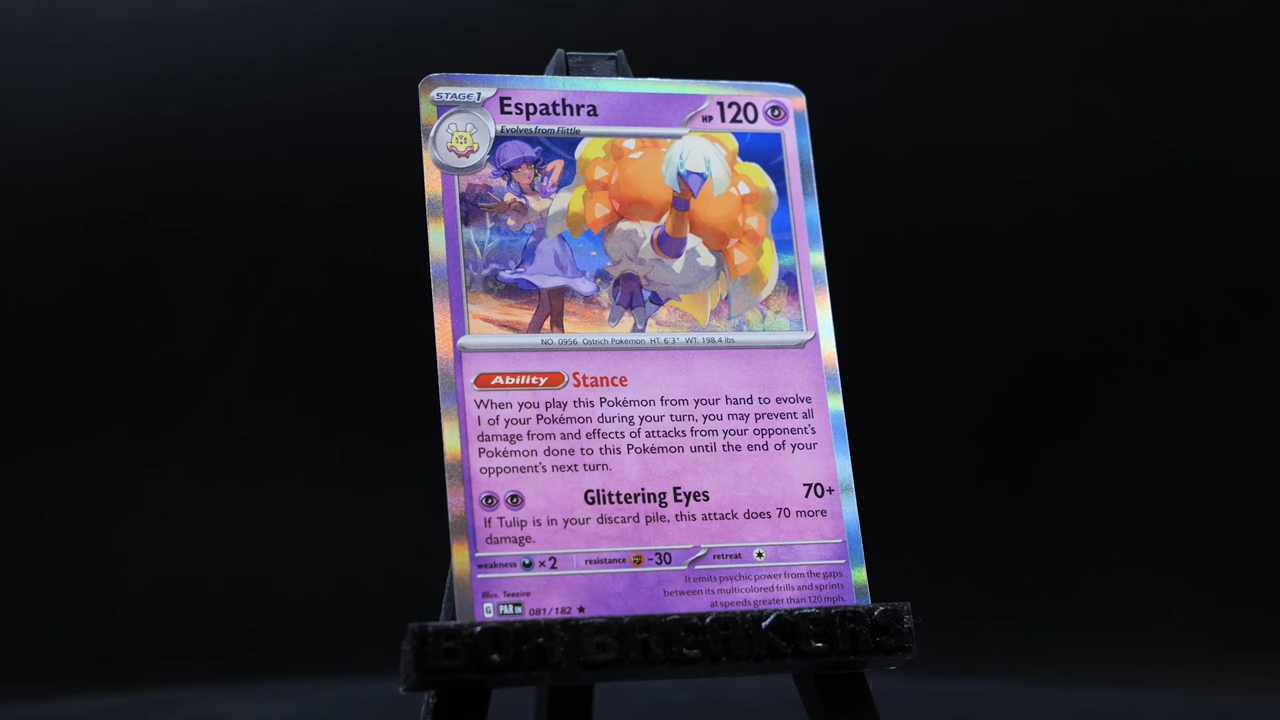 STAGE1
Espathra
HP 120
Evolves from Flittle
NO. 0956 Ostrich Pokémon HT. 6'3" WT. 198.4 lbs.
Ability Stance
When you play this Pokémon from your hand to evolve
1 of your Pokémon during your turn, you may prevent all
damage from and effects of attacks from your opponent's
Pokémon done to this Pokémon until the end of your
opponent's next turn.
Glittering Eyes 70+
If Tulip is in your discard pile, this attack does 70 more
damage.
weakness ×2 resistance -30 retreat
Illus. Teeziro
It emits psychic power from the gaps
between its multicolored frills and sprints
at speeds greater than 120 mph.
G PAR EN 081/182 ★
BOX BREAKERS